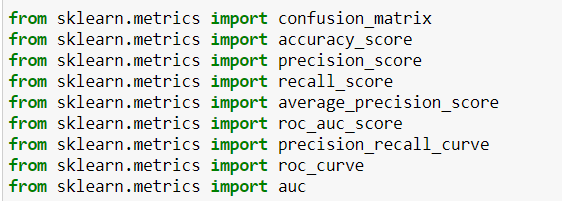 from sklearn.metrics import confusion_matrix
from sklearn.metrics import accuracy_score
from sklearn.metrics import precision_score
from sklearn.metrics import recall_score
from sklearn.metrics import average_precision_score
from sklearn.metrics import roc_auc_score
from sklearn.metrics import precision_recall_curve
from sklearn.metrics import roc_curve
from sklearn.metrics import auc